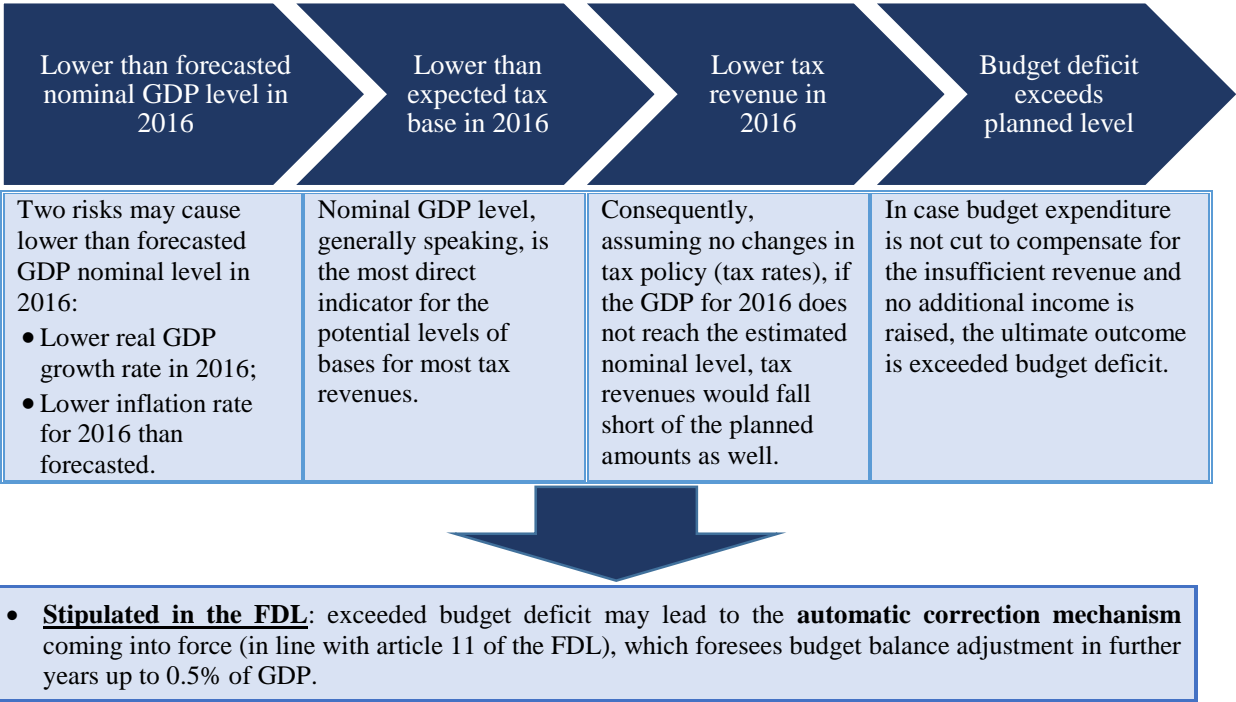 Lower than forecasted
nominal GDP level in
2016
Lower than
expected tax
base in 2016
Lower tax
revenue in
2016
Budget deficit
exceeds
planned level
Two risks may cause
lower than forecasted
GDP nominal level in
2016:
• Lower real GDP
growth rate in 2016;
• Lower inflation rate
for 2016 than
forecasted.
Nominal GDP level,
generally speaking, is
the most direct
indicator for the
potential levels of
bases for most tax
revenues.
Consequently,
assuming no changes in
tax policy (tax rates), if
the GDP for 2016 does
not reach the estimated
nominal level, tax
revenues would fall
short of the planned
amounts as well.
In case budget expenditure
is not cut to compensate for
the insufficient revenue and
no additional income is
raised, the ultimate outcome
is exceeded budget deficit.
• Stipulated in the FDL: exceeded budget deficit may lead to the automatic correction mechanism
coming into force (in line with article 11 of the FDL), which foresees budget balance adjustment in further
years up to 0.5% of GDP.